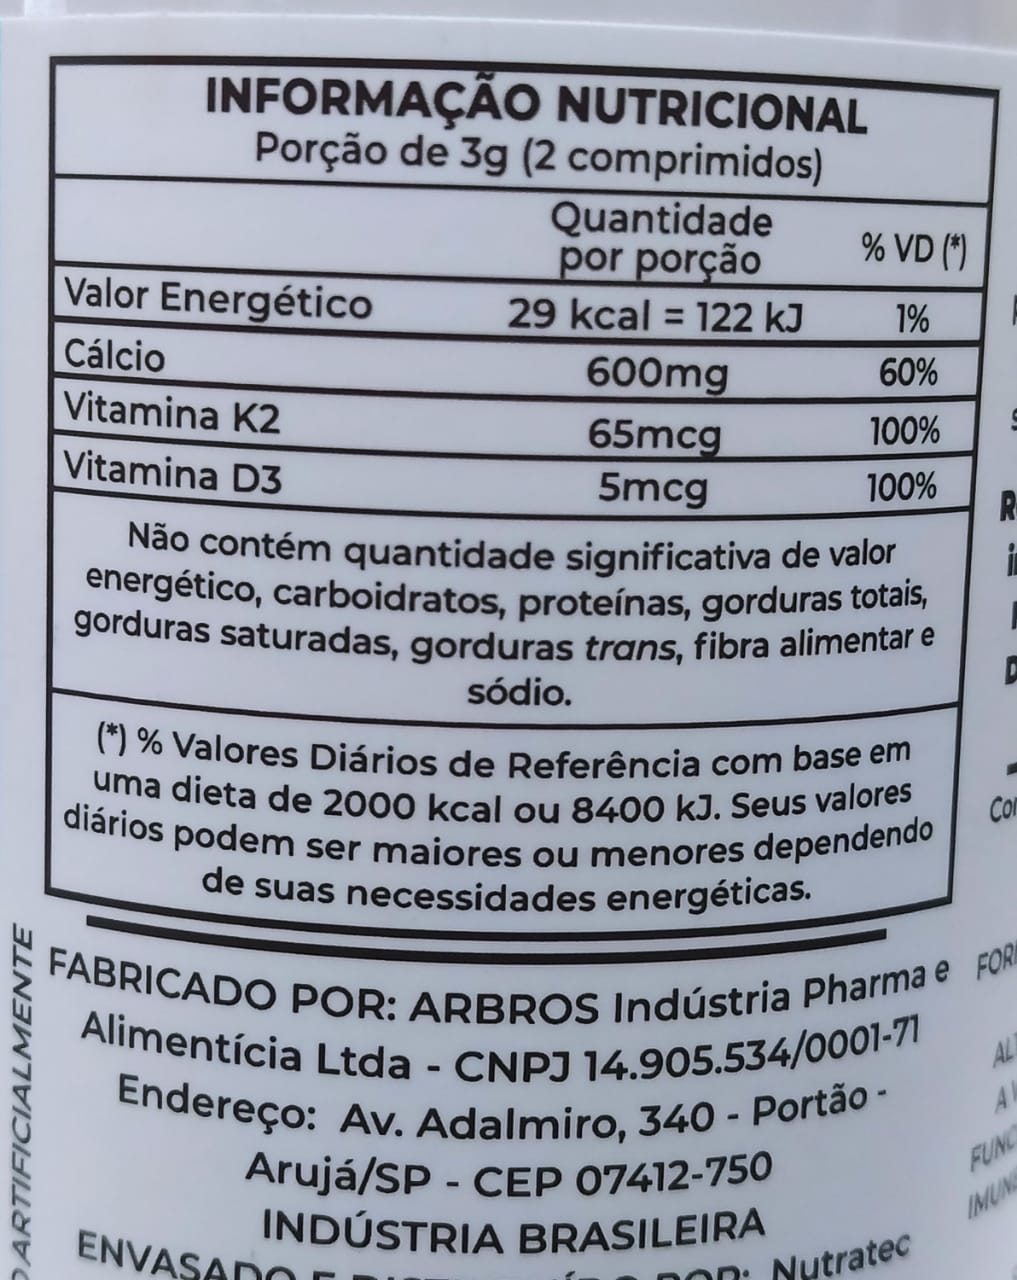 INFORMAÇÃO NUTRICIONAL
Porção de 3g (2 comprimidos)
Quantidade por porção % VD (*)
Valor Energético 29 kcal = 122 kJ 1%
Cálcio 600mg 60%
Vitamina K2 65mcg 100%
Vitamina D3 5mcg 100%
Não contém quantidade significativa de valor
energético, carboidratos, proteínas, gorduras totais,
gorduras saturadas, gorduras trans, fibra alimentar e
sódio.
(*) % Valores Diários de Referência com base em
uma dieta de 2000 kcal ou 8400 kJ. Seus valores
diários podem ser maiores ou menores dependendo
de suas necessidades energéticas.
FABRICADO POR: ARBROS Indústria Pharma e
Alimentícia Ltda - CNPJ 14.905.534/0001-71
Endereço: Av. Adalmiro, 340 - Portão -
Arujá/SP - CEP 07412-750
INDÚSTRIA BRASILEIRA
ENVASADO E POR: Nutratec
ARTIFICIALMENTE